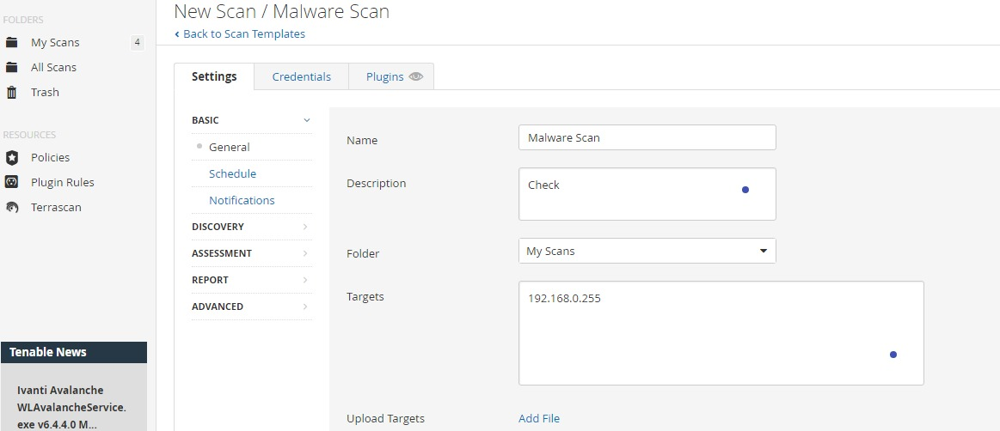 FOLDERS
My Scans 4
All Scans
Trash
RESOURCES
Policies
Plugin Rules
Terrascan
Tenable News
Ivanti Avalanche
WLAvalancheService.
exe v6.4.4.0 M...
New Scan / Malware Scan
Back to Scan Templates
Settings Credentials Plugins
BASIC
General
Schedule
Notifications
DISCOVERY
ASSESSMENT
REPORT
ADVANCED
Name Malware Scan
Description Check
Folder My Scans
Targets 192.168.0.255
Upload Targets Add File